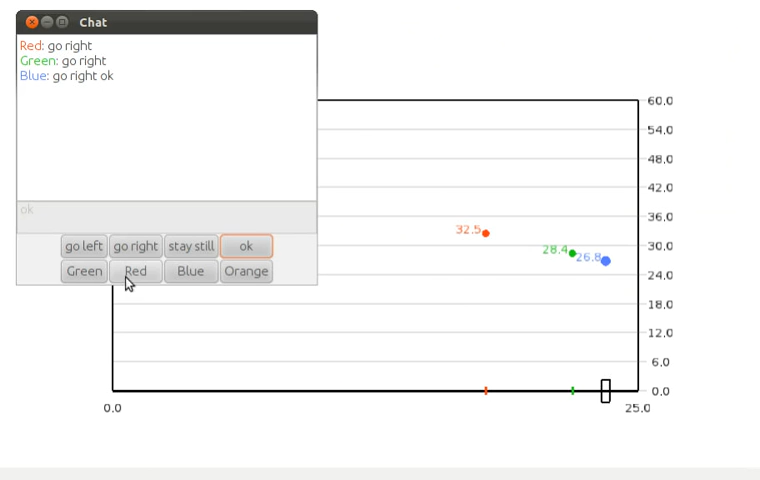 Chat
Red: go right
Green: go right
Blue: go right ok
ok
go left go right stay still ok
Green Red Blue Orange
60.0
54.0
48.0
42.0
36.0
32.5
30.0
28.4
26.8
24.0
18.0
12.0
6.0
0.0
0.0 25.0